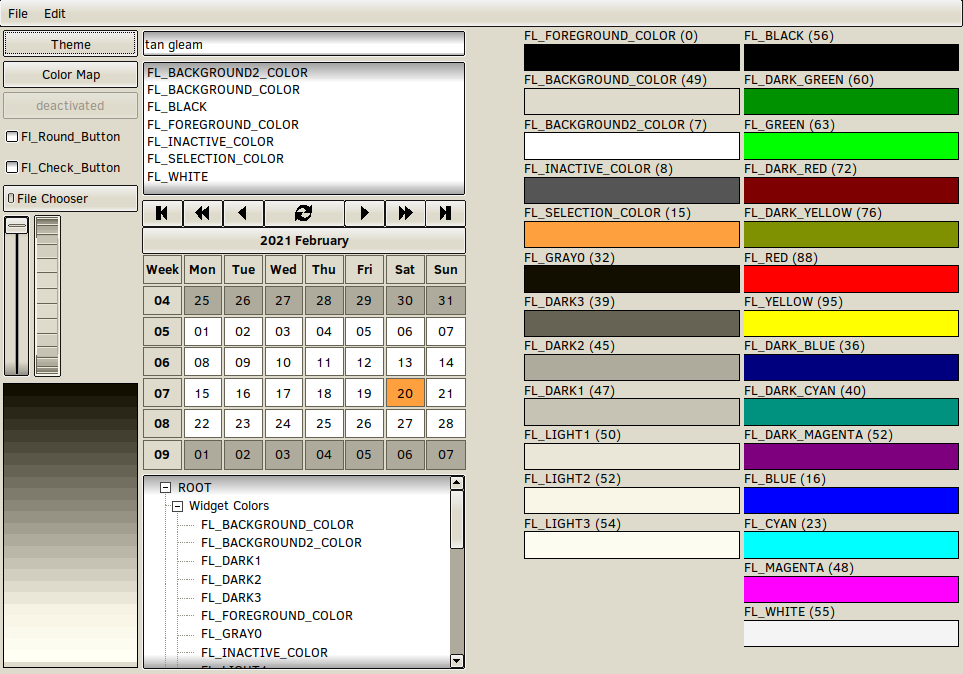 File Edit
Theme
Color Map
deactivated
Fl_Round_Button
Fl_Check_Button
File Chooser
tan gleam
FL_BACKGROUND2_COLOR
FL_BACKGROUND_COLOR
FL_BLACK
FL_FOREGROUND_COLOR
FL_INACTIVE_COLOR
FL_SELECTION_COLOR
FL_WHITE
2021 February
Week Mon Tue Wed Thu Fri Sat Sun
04 25 26 27 28 29 30 31
05 01 02 03 04 05 06 07
06 08 09 10 11 12 13 14
07 15 16 17 18 19 20 21
08 22 23 24 25 26 27 28
09 01 02 03 04 05 06 07
ROOT
Widget Colors
FL_BACKGROUND_COLOR
FL_BACKGROUND2_COLOR
FL_DARK1
FL_DARK2
FL_DARK3
FL_FOREGROUND_COLOR
FL_GRAY0
FL_INACTIVE_COLOR
FL_FOREGROUND_COLOR (0)
FL_BACKGROUND_COLOR (49)
FL_BACKGROUND2_COLOR (7)
FL_INACTIVE_COLOR (8)
FL_SELECTION_COLOR (15)
FL_GRAY0 (32)
FL_DARK3 (39)
FL_DARK2 (45)
FL_DARK1 (47)
FL_LIGHT1 (50)
FL_LIGHT2 (52)
FL_LIGHT3 (54)
FL_BLACK (56)
FL_DARK_GREEN (60)
FL_GREEN (63)
FL_DARK_RED (72)
FL_DARK_YELLOW (76)
FL_RED (88)
FL_YELLOW (95)
FL_DARK_BLUE (36)
FL_DARK_CYAN (40)
FL_DARK_MAGENTA (52)
FL_BLUE (16)
FL_CYAN (23)
FL_MAGENTA (48)
FL_WHITE (55)